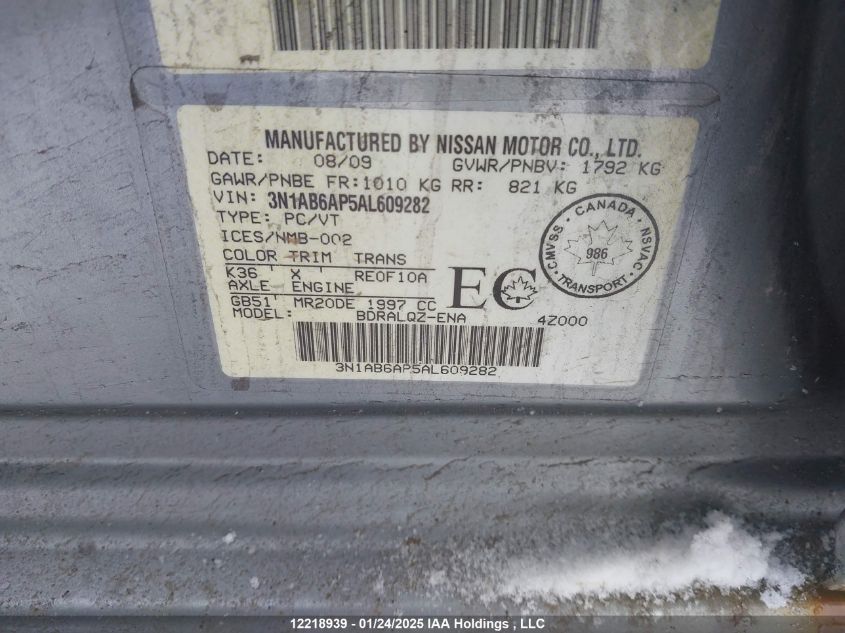 MANUFACTURED BY NISSAN MOTOR CO., LTD.
DATE: 08/09 GVWR/PNBV: 1792 KG
GAWR/PNBE FR:1010 KG RR: 821 KG
VIN: 3N1AB6AP5AL609282
TYPE: PC/VT
ICES/NMB-002
COLOR TRIM TRANS
K36 ' X ' RE0F10A
AXLE ENGINE
GB51' MR20DE 1997 CC
MODEL: BDRALQZ-ENA 4Z000
EC
CANADA
CMVSS NSVAC
986
TRANSPORT
3N1AB6AP5AL609282
12218939 - 01/24/2025 IAA Holdings, LLC